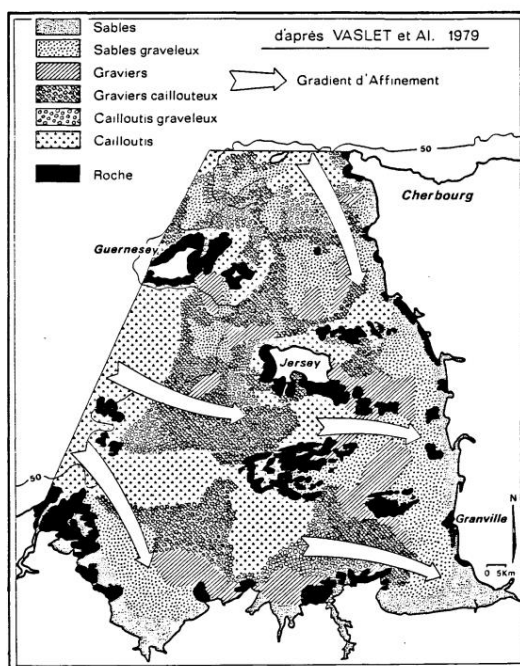 Sables
Sables graveleux
Graviers
Graviers caillouteux
Cailloutis graveleux
Cailloutis
Roche
d'après VASLET et Al. 1979
Gradient d'Affinement
50
Cherbourg
Guernesey
Jersey
50
Granville
N
0 5Km